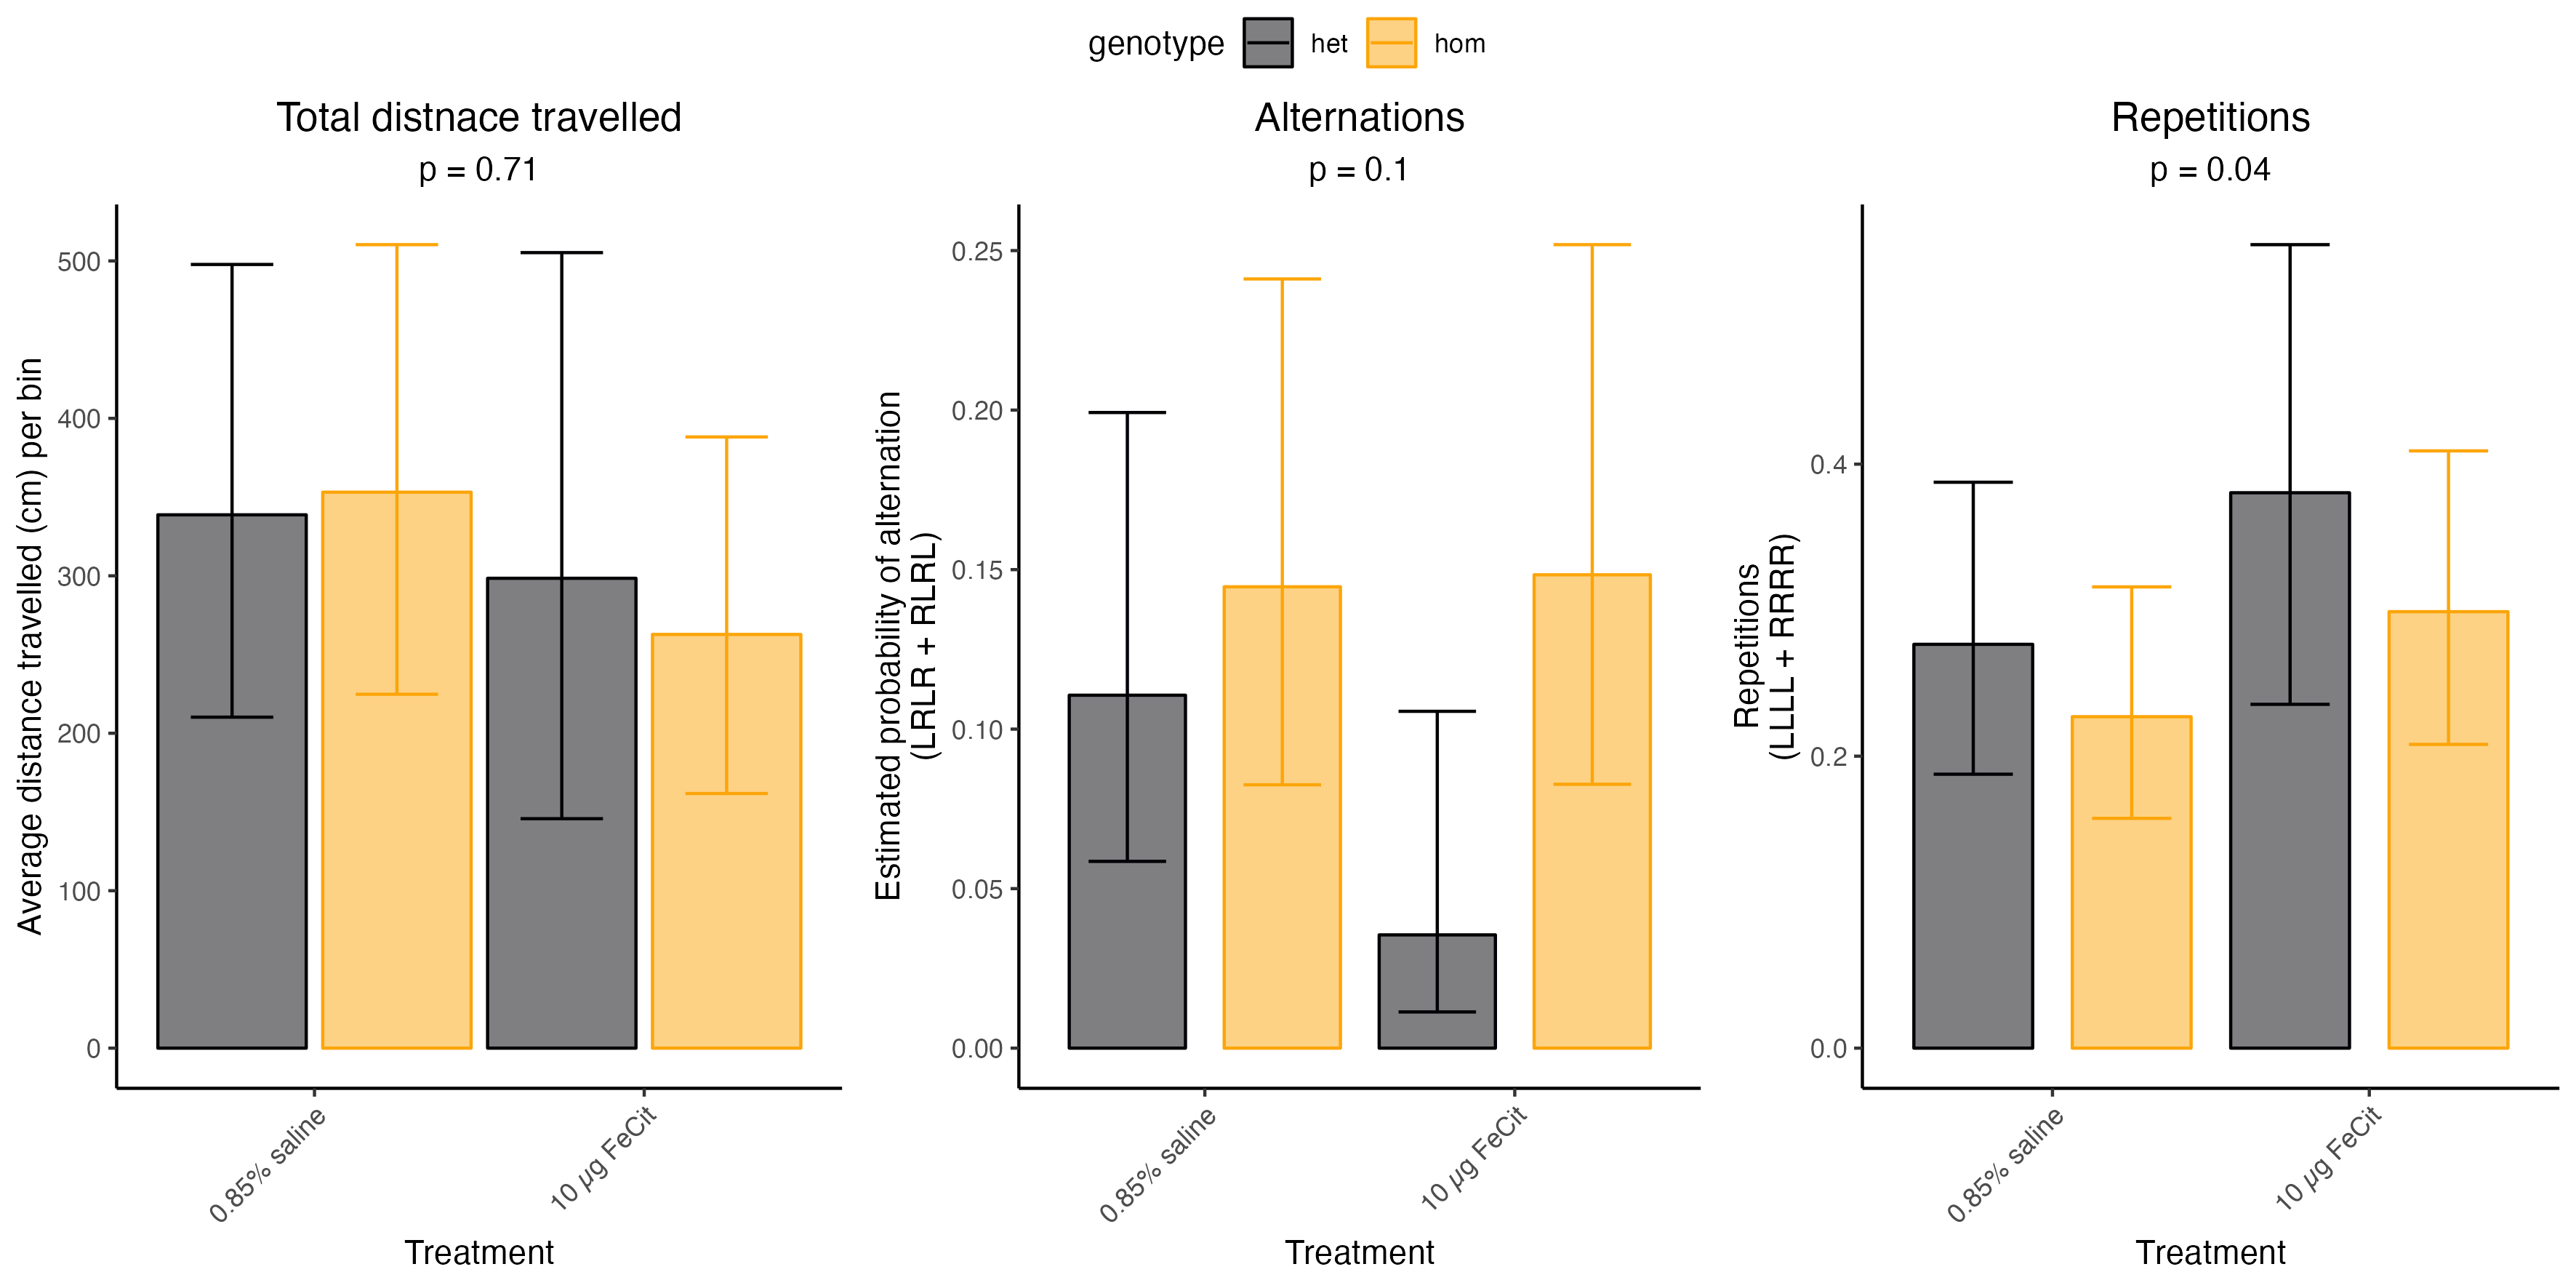 genotype het hom
Total distnace travelled
p = 0.71
Average distance travelled (cm) per bin
500
400
300
200
100
0
0.85% saline
10 µg FeCit
Treatment
Alternations
p = 0.1
Estimated probability of alternation
(LRLR + RLRL)
0.25
0.20
0.15
0.10
0.05
0.00
0.85% saline
10 µg FeCit
Treatment
Repetitions
p = 0.04
Repetitions
(LLLL + RRRR)
0.4
0.2
0.0
0.85% saline
10 µg FeCit
Treatment